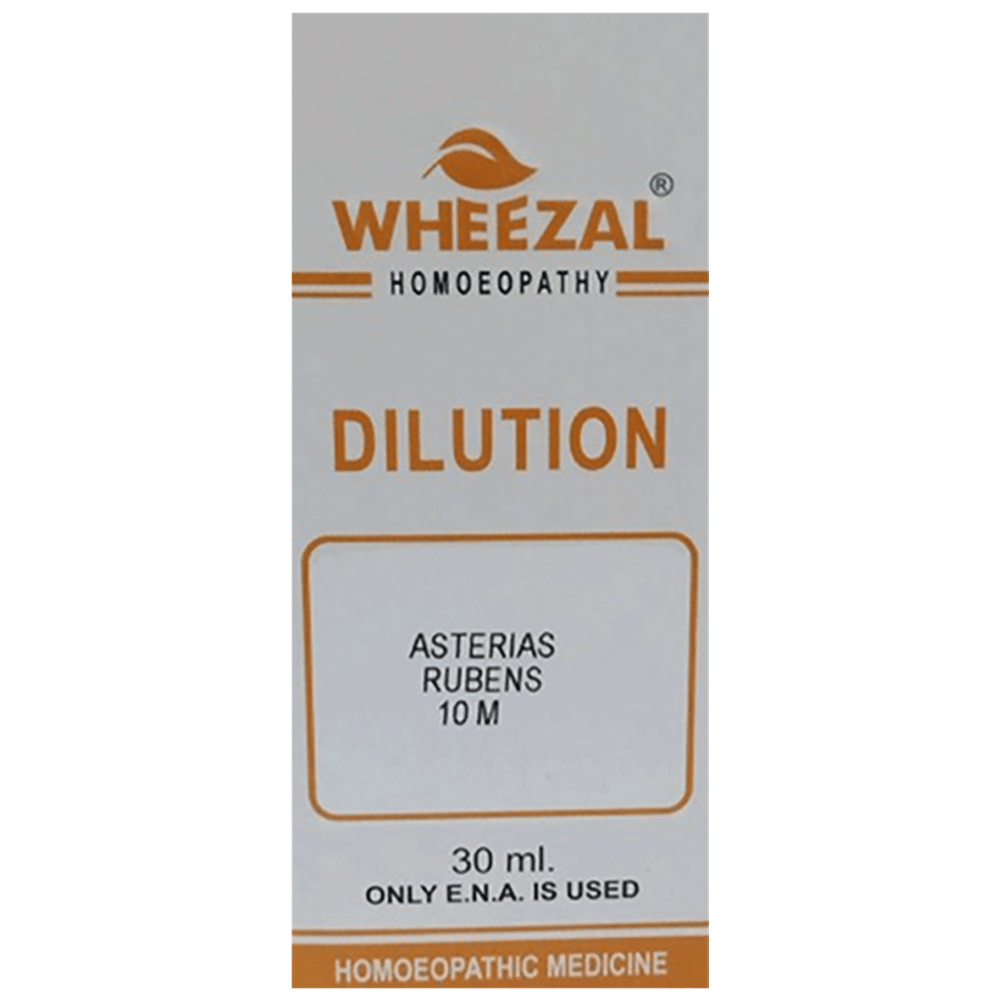 WHEEZAL®
HOMOEOPATHY
DILUTION
ASTERIAS
RUBENS
10 M
30 ml.
ONLY E.N.A. IS USED
HOMOEOPATHIC MEDICINE